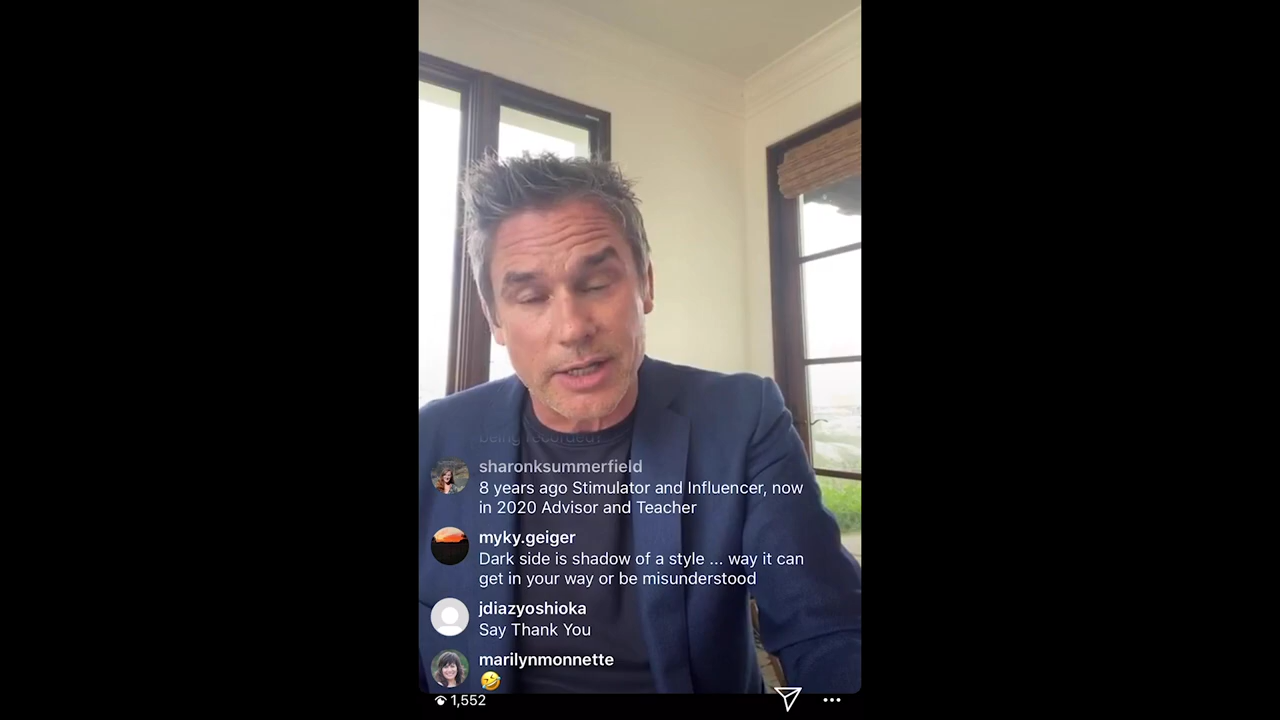 being recorded?
sharonksummerfield
8 years ago Stimulator and Influencer, now
in 2020 Advisor and Teacher
myky.geiger
Dark side is shadow of a style ... way it can
get in your way or be misunderstood
jdiazyoshioka
Say Thank You
marilynmonnette
🤣
1,552